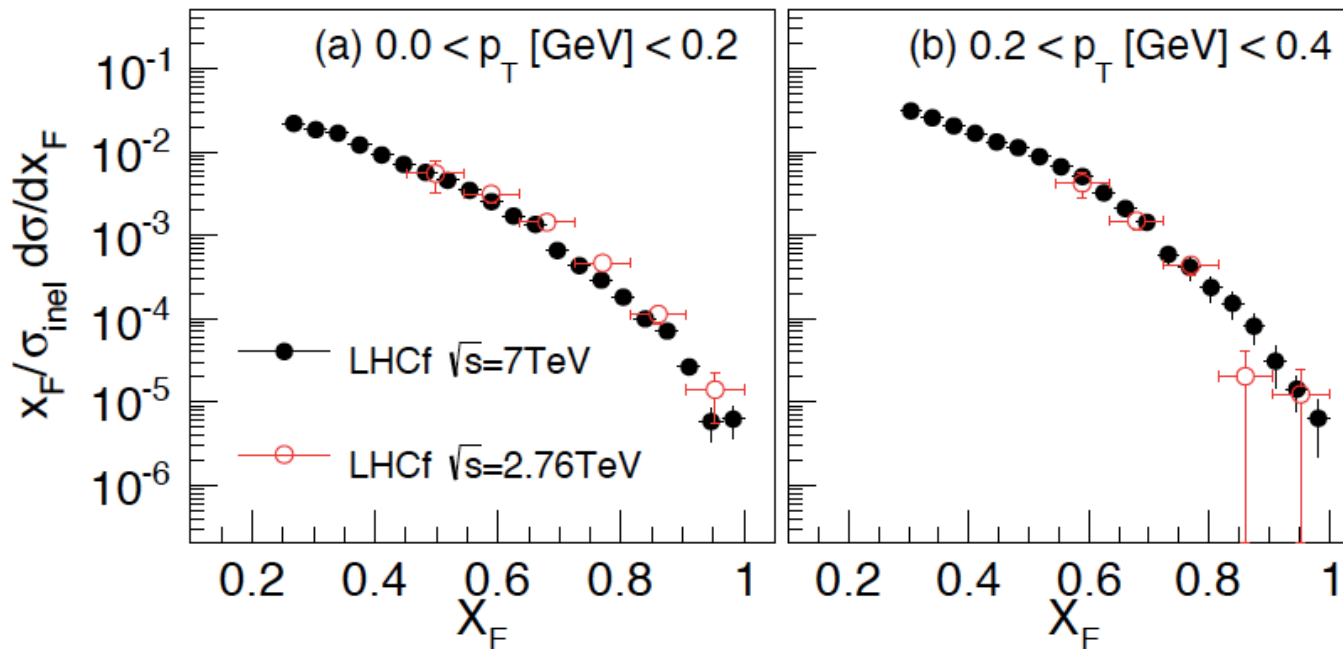 (a) 0.0 < p_T [GeV] < 0.2
(b) 0.2 < p_T [GeV] < 0.4
x_F/σ_inel dσ/dx_F
10^-1
10^-2
10^-3
10^-4
10^-5
10^-6
LHCf √s=7TeV
LHCf √s=2.76TeV
0.2 0.4 0.6 0.8 1
0.2 0.4 0.6 0.8 1
X_F
X_F